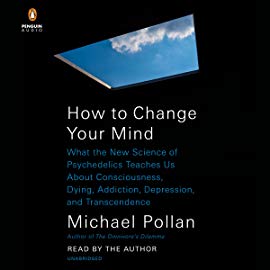 PENGUIN
AUDIO
How to Change
Your Mind
What the New Science of
Psychedelics Teaches Us
About Consciousness,
Dying, Addiction, Depression,
and Transcendence
Michael Pollan
Author of The Omnivore's Dilemma
READ BY THE AUTHOR
UNABRIDGED